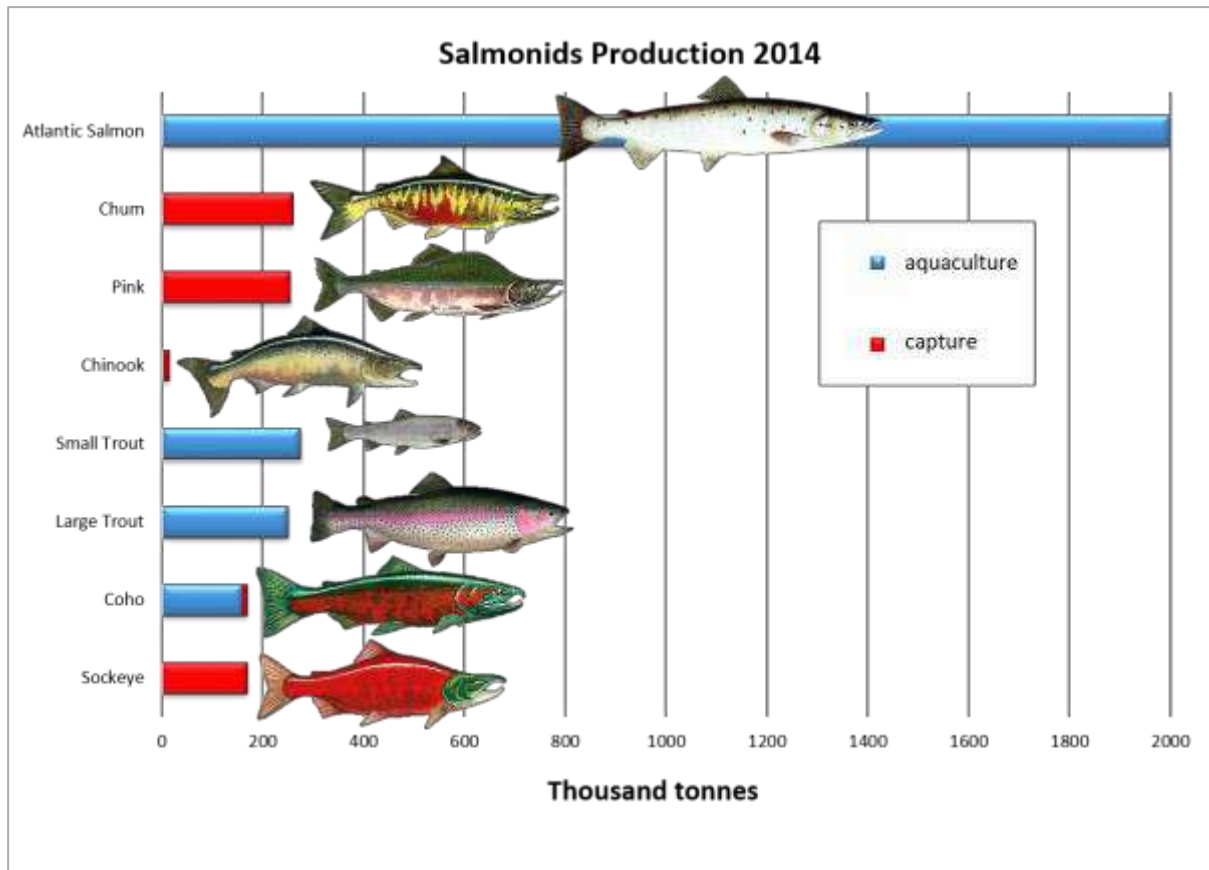 Salmonids Production 2014
Atlantic Salmon
Chum
Pink
Chinook
Small Trout
Large Trout
Coho
Sockeye
aquaculture
capture
0 200 400 600 800 1000 1200 1400 1600 1800 2000
Thousand tonnes